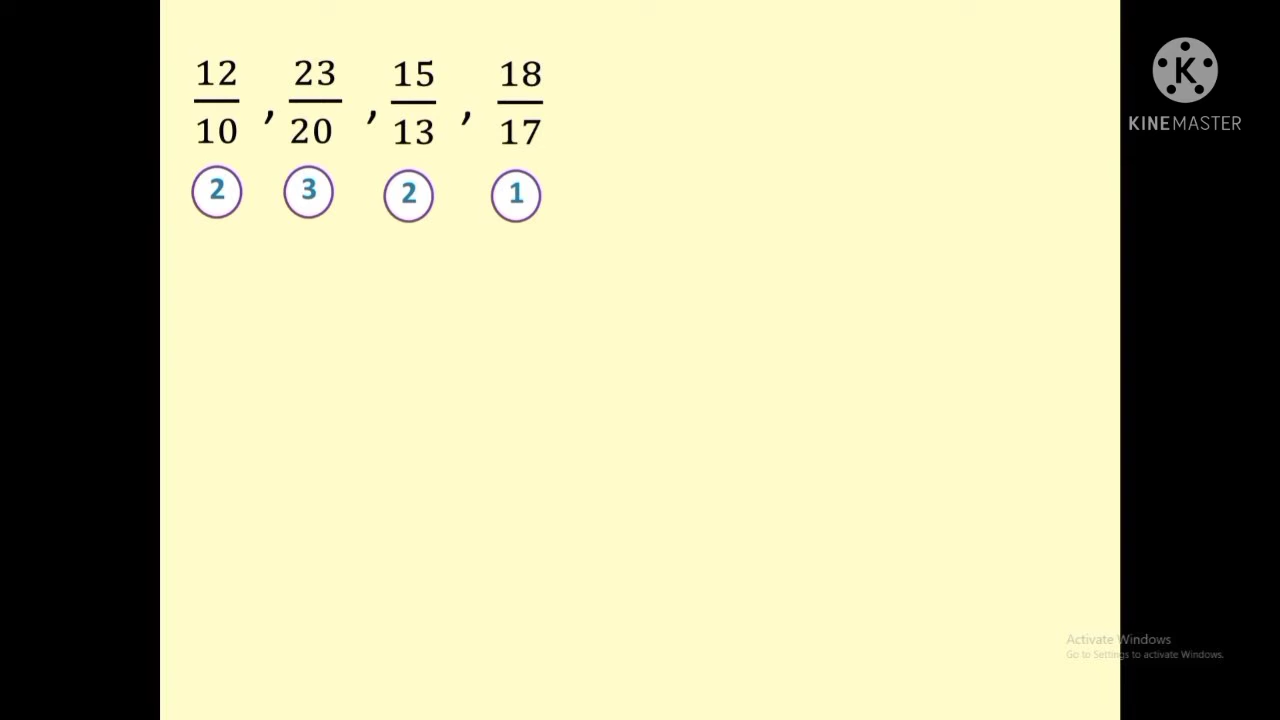 12/10 , 23/20 , 15/13 , 18/17
2 3 2 1
K
KINEMASTER
Activate Windows
Go to Settings to activate Windows.